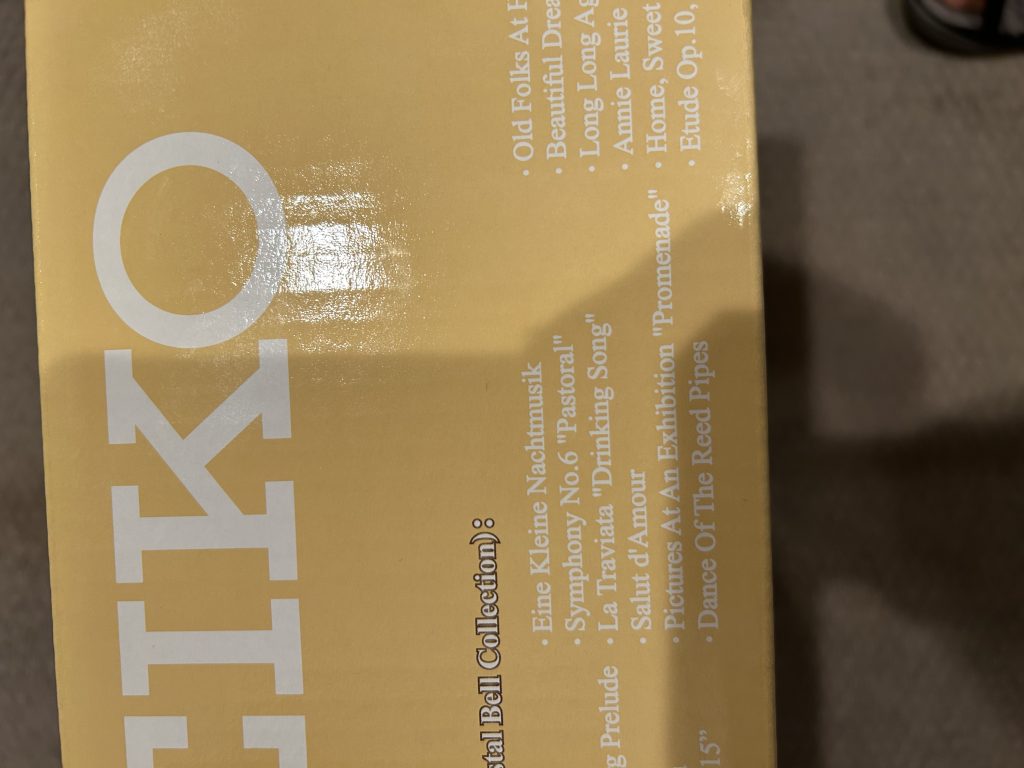 EIKO
stal Bell Collection):
g Prelude
15”
• Eine Kleine Nachtmusik
• Symphony No.6 "Pastoral"
• La Traviata "Drinking Song"
• Salut d'Amour
• Pictures At An Exhibition "Promenade"
• Dance Of The Reed Pipes
• Old Folks At H
• Beautiful Drea
• Long Long Ag
• Annie Laurie
• Home, Sweet
• Etude Op.10,